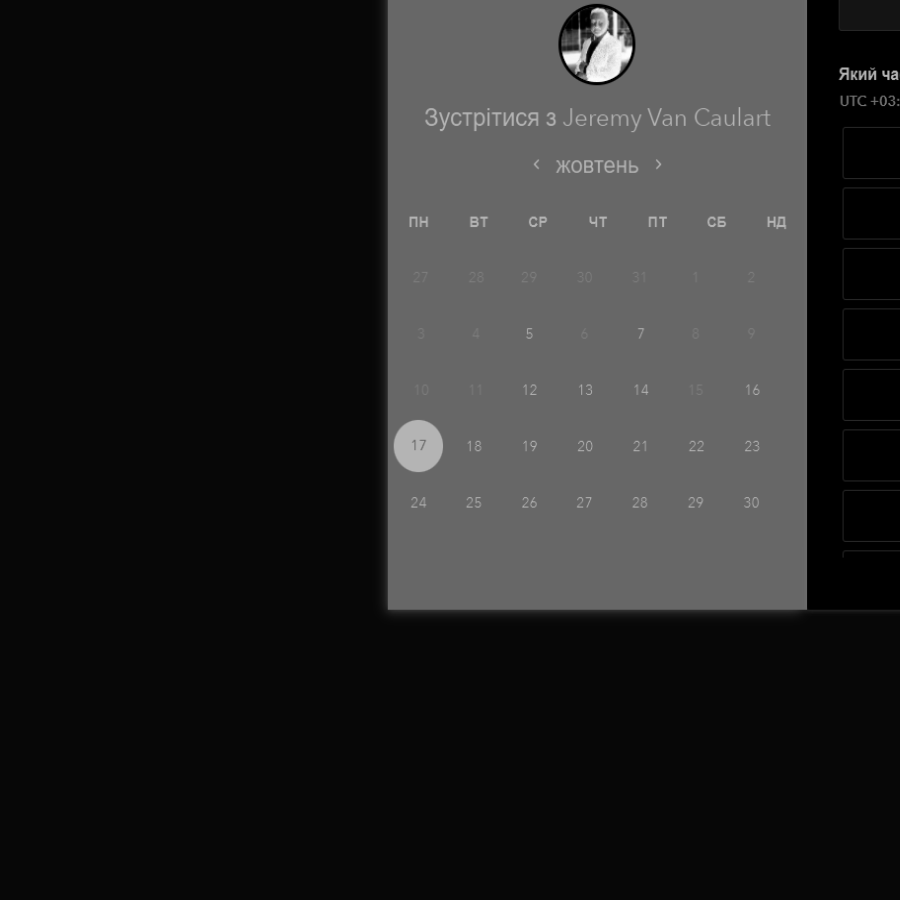 Зустрітися з Jeremy Van Caulart
‹ жовтень ›
ПН ВТ СР ЧТ ПТ СБ НД
27 28 29 30 31 1 2
3 4 5 6 7 8 9
10 11 12 13 14 15 16
17 18 19 20 21 22 23
24 25 26 27 28 29 30
Який ча
UTC +03: